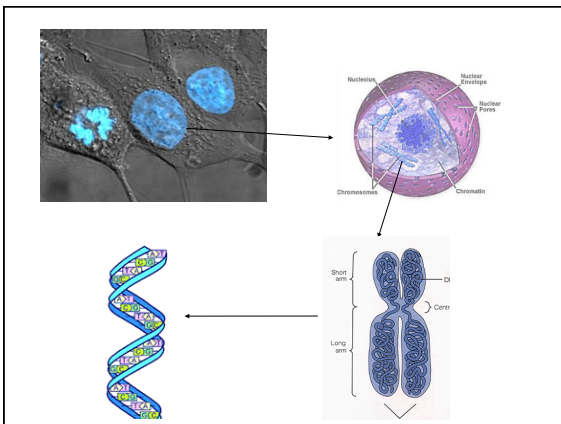 Nucleolus
Nuclear
Envelope
Nuclear
Pores
Chromosomes
Chromatin
Short
arm
Long
arm
A T
C G
T A
A T
C G
T A
G C
A T
C G
T A
G C
A T
C G
T A
G C